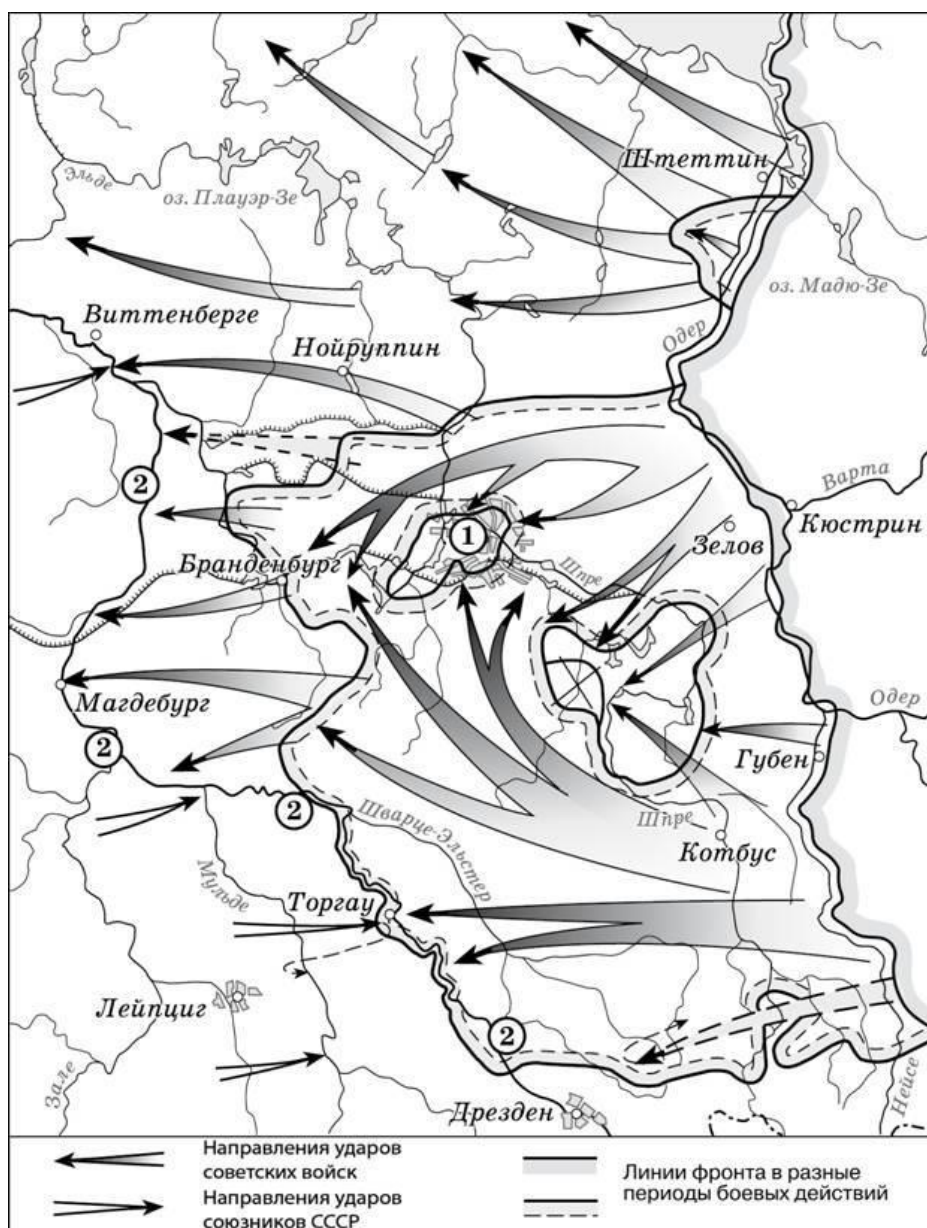 Штеттин
Эльде
оз. Плауэр-Зе
оз. Мадю-Зе
Виттенберге
Одер
Нойруппин
2
Варта
1
Кюстрин
Зелов
Бранденбург
Шпре
Магдебург
Одер
2
Губен
2
Шпре
Шварце-Эльстер
Котбус
Мульде
Торгау
Лейпциг
2
Зале
Нейсе
Дрезден
Направления ударов
советских войск
Направления ударов
союзников СССР
Линии фронта в разные
периоды боевых действий